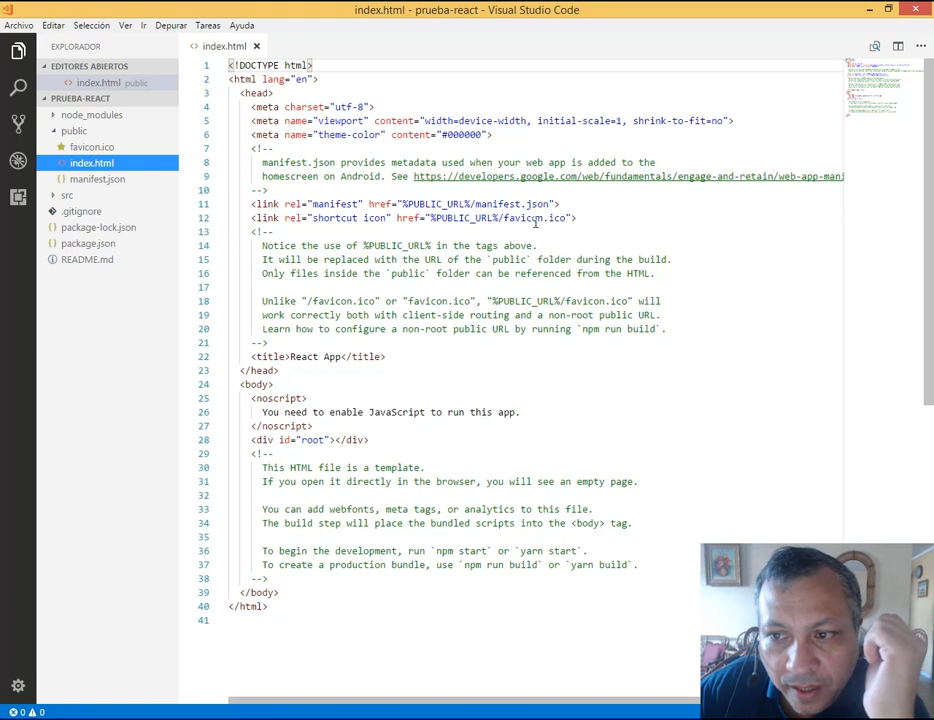 index.html - prueba-react - Visual Studio Code
Archivo Editar Selección Ver Ir Depurar Tareas Ayuda
EXPLORADOR
EDITORES ABIERTOS
<> index.html public
PRUEBA-REACT
node_modules
public
favicon.ico
<> index.html
{} manifest.json
src
.gitignore
{} package-lock.json
{} package.json
README.md
<> index.html
1 <!DOCTYPE html>
2 <html lang="en">
3 <head>
4 <meta charset="utf-8">
5 <meta name="viewport" content="width=device-width, initial-scale=1, shrink-to-fit=no">
6 <meta name="theme-color" content="#000000">
7 <!--
8 manifest.json provides metadata used when your web app is added to the
9 homescreen on Android. See https://developers.google.com/web/fundamentals/engage-and-retain/web-app-mani
10 -->
11 <link rel="manifest" href="%PUBLIC_URL%/manifest.json">
12 <link rel="shortcut icon" href="%PUBLIC_URL%/favicon.ico">
13 <!--
14 Notice the use of %PUBLIC_URL% in the tags above.
15 It will be replaced with the URL of the `public` folder during the build.
16 Only files inside the `public` folder can be referenced from the HTML.
17
18 Unlike "/favicon.ico" or "favicon.ico", "%PUBLIC_URL%/favicon.ico" will
19 work correctly both with client-side routing and a non-root public URL.
20 Learn how to configure a non-root public URL by running `npm run build`.
21 -->
22 <title>React App</title>
23 </head>
24 <body>
25 <noscript>
26 You need to enable JavaScript to run this app.
27 </noscript>
28 <div id="root"></div>
29 <!--
30 This HTML file is a template.
31 If you open it directly in the browser, you will see an empty page.
32
33 You can add webfonts, meta tags, or analytics to this file.
34 The build step will place the bundled scripts into the <body> tag.
35
36 To begin the development, run `npm start` or `yarn start`.
37 To create a production bundle, use `npm run build` or `yarn build`.
38 -->
39 </body>
40 </html>
41
0 0